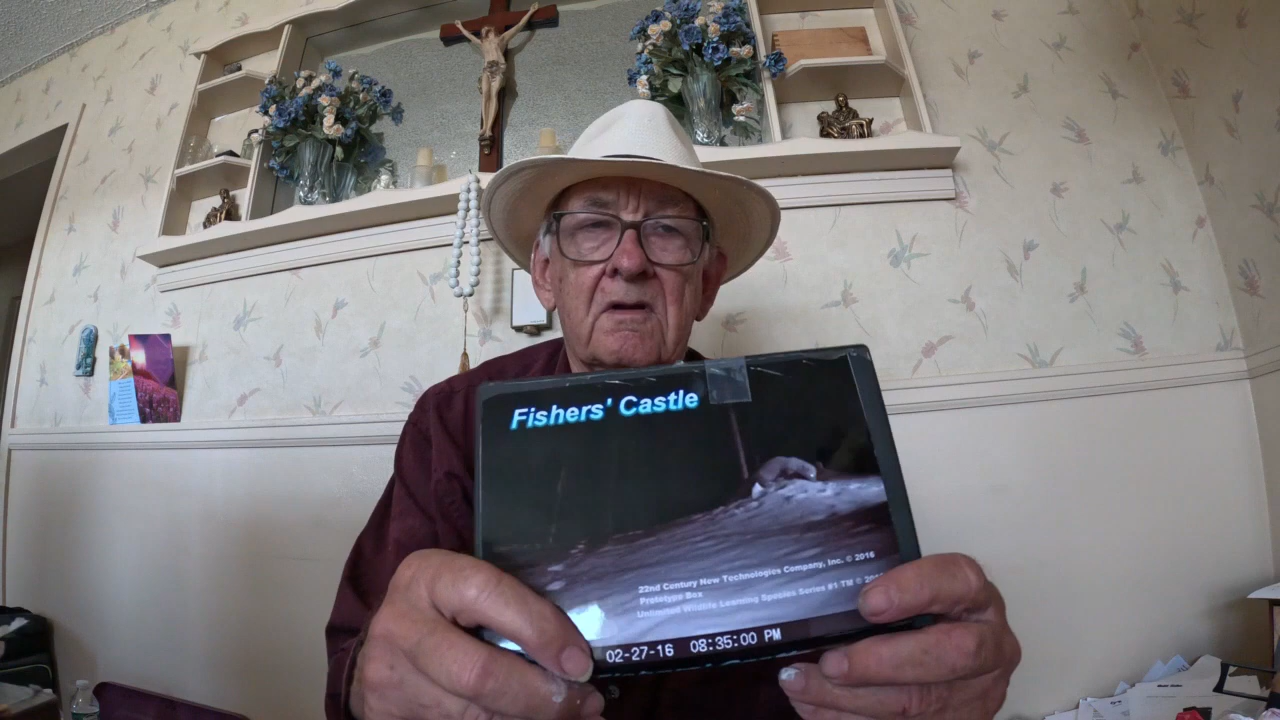 Fishers' Castle
22nd Century New Technologies Company, Inc. © 2016
Prototype Box
Unlimited Wildlife Learning Species Series #1 TM ©
02-27-16 08:35:00 PM